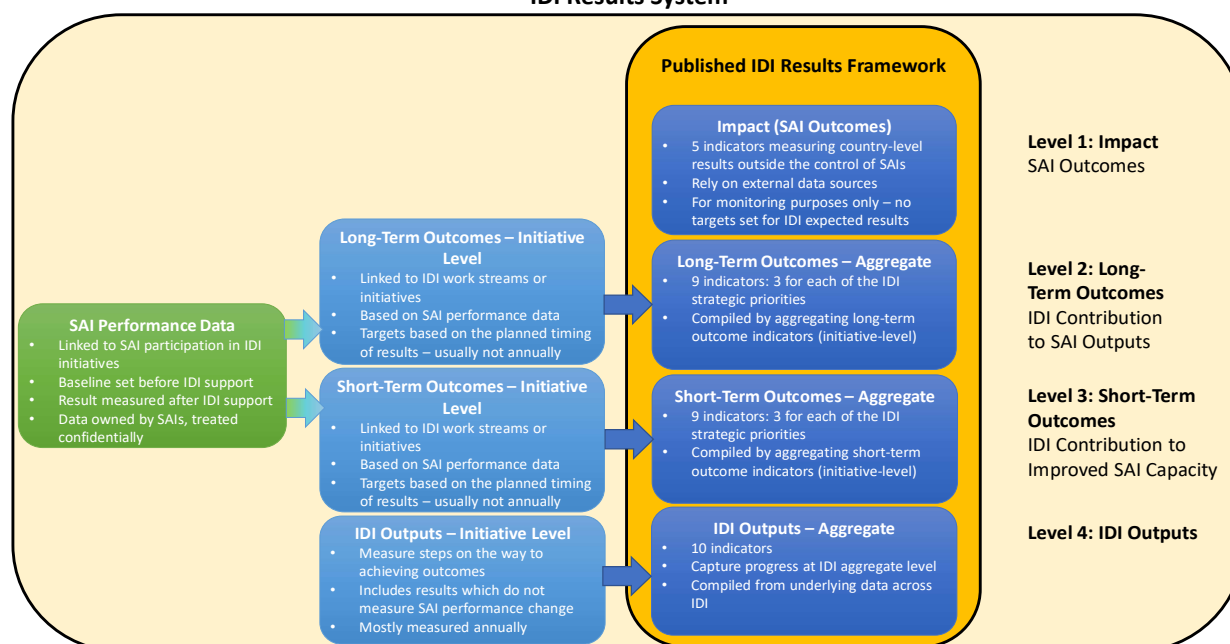 IDI Results System
Published IDI Results Framework
Impact (SAI Outcomes)
• 5 indicators measuring country-level
results outside the control of SAIs
• Rely on external data sources
• For monitoring purposes only – no
targets set for IDI expected results
Level 1: Impact
SAI Outcomes
Long-Term Outcomes – Initiative
Level
• Linked to IDI work streams or
initiatives
• Based on SAI performance data
• Targets based on the planned timing
of results – usually not annually
Long-Term Outcomes – Aggregate
• 9 indicators: 3 for each of the IDI
strategic priorities
• Compiled by aggregating long-term
outcome indicators (initiative-level)
Level 2: Long-
Term Outcomes
IDI Contribution
to SAI Outputs
SAI Performance Data
• Linked to SAI participation in IDI
initiatives
• Baseline set before IDI support
• Result measured after IDI support
• Data owned by SAIs, treated
confidentially
Short-Term Outcomes – Initiative
Level
• Linked to IDI work streams or
initiatives
• Based on SAI performance data
• Targets based on the planned timing
of results – usually not annually
Short-Term Outcomes – Aggregate
• 9 indicators: 3 for each of the IDI
strategic priorities
• Compiled by aggregating short-term
outcome indicators (initiative-level)
Level 3: Short-Term
Outcomes
IDI Contribution to
Improved SAI Capacity
IDI Outputs – Initiative Level
• Measure steps on the way to
achieving outcomes
• Includes results which do not
measure SAI performance change
• Mostly measured annually
IDI Outputs – Aggregate
• 10 indicators
• Capture progress at IDI aggregate level
• Compiled from underlying data across
IDI
Level 4: IDI Outputs